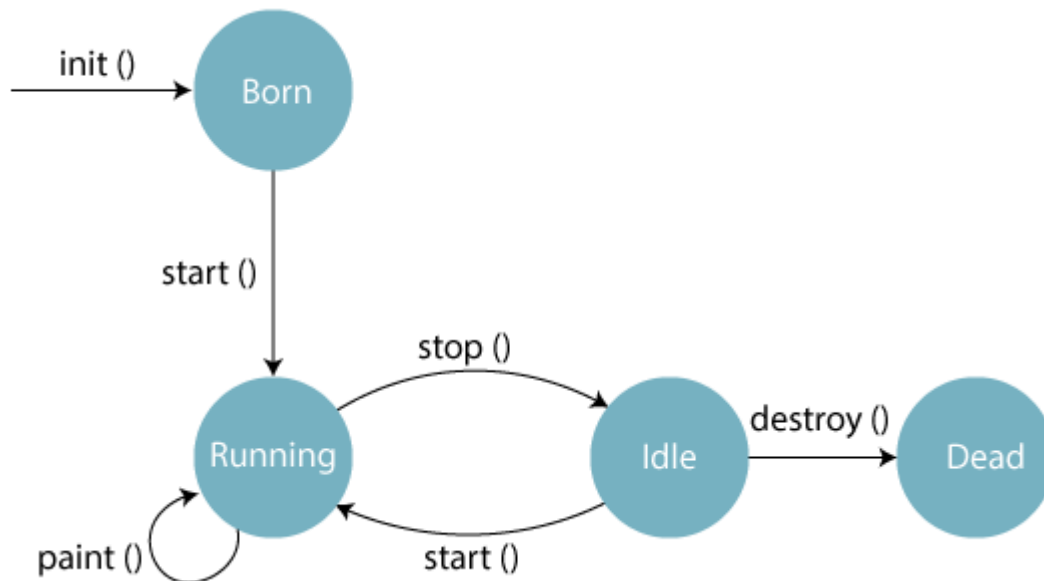 init ()
Born
start ()
stop ()
Running
Idle
destroy ()
Dead
paint ()
start ()